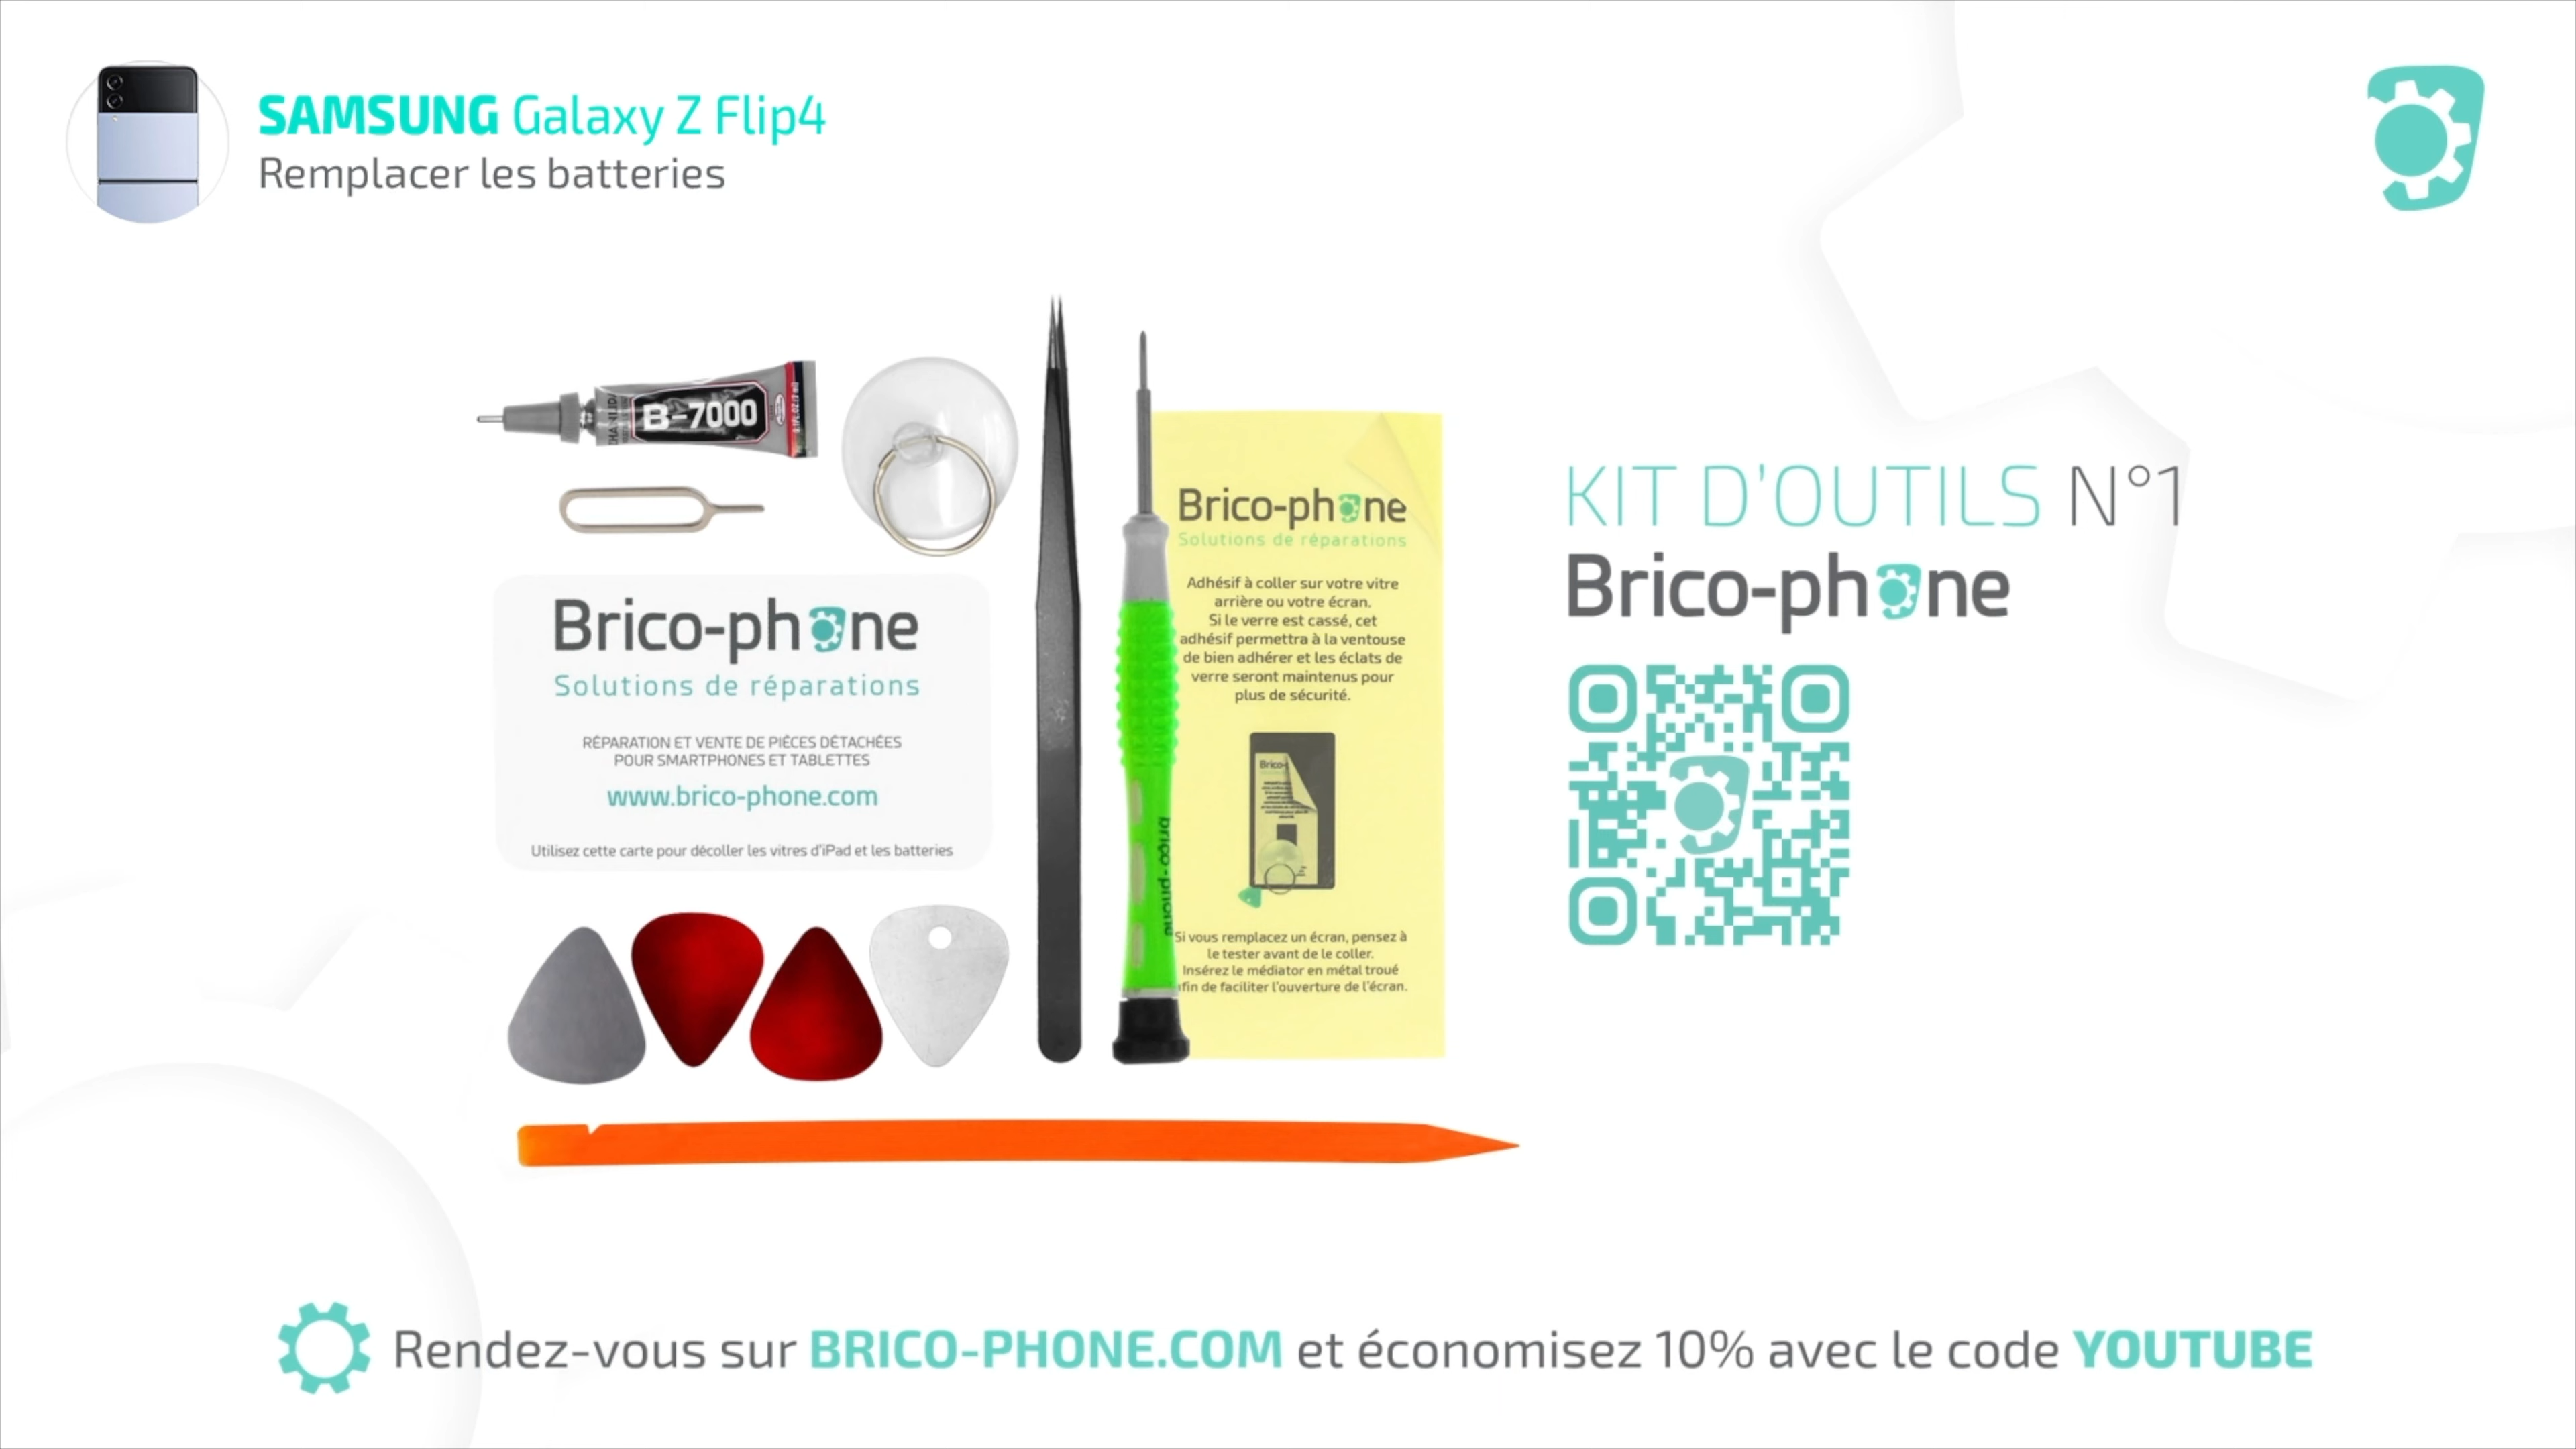 SAMSUNG Galaxy Z Flip4
Remplacer les batteries
B-7000
Brico-phone
Solutions de réparations
RÉPARATION ET VENTE DE PIÈCES DÉTACHÉES
POUR SMARTPHONES ET TABLETTES
www.brico-phone.com
Utilisez cette carte pour décoller les vitres d'iPad et les batteries
brico-phone
Brico-phone
Solutions de réparations
Adhésif à coller sur votre vitre
arrière ou votre écran.
Si le verre est cassé, cet
adhésif permettra à la ventouse
de bien adhérer et les éclats de
verre seront maintenus pour
plus de sécurité.
Si vous remplacez un écran, pensez à
le tester avant de le coller.
Insérez le médiator en métal troué
fin de faciliter l'ouverture de l'écran.
KIT D'OUTILS N°1
Brico-phone
Rendez-vous sur BRICO-PHONE.COM et économisez 10% avec le code YOUTUBE